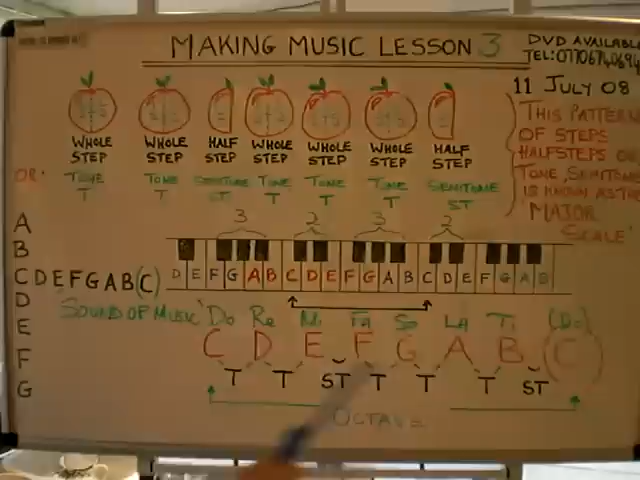 MAKING MUSIC LESSON 3
DVD AVAILABLE
11 JULY 08
WHOLE STEP WHOLE STEP HALF STEP WHOLE STEP WHOLE STEP WHOLE STEP HALF STEP
OR: TONE TONE SEMITONE TONE TONE TONE SEMITONE
T T ST T T T ST
THIS PATTERN
OF STEPS
HALFSTEPS OR
TONE, SEMITONE
IS KNOWN AS THE
'MAJOR
SCALE'
3 2 3 2
A
B
C D E F G A B (C)
D
E
F
G
D E F G A B C D E F G A B C D E F G A B
SOUND OF MUSIC 'Do Re Mi Fa So La Ti (Do)
C D E F G A B (C)
T T ST T T T ST
OCTAVE